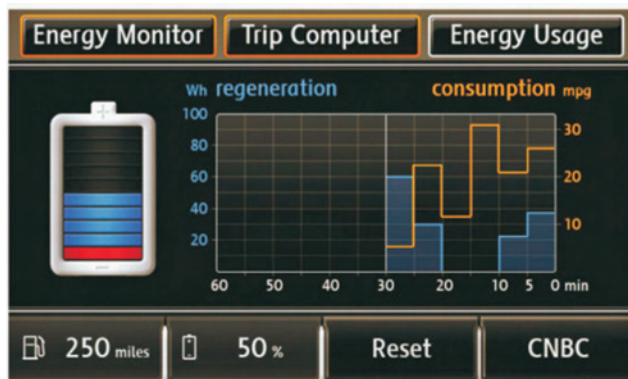 Energy Monitor Trip Computer Energy Usage
Wh regeneration consumption mpg
100
80
60
40
20
30
20
10
60 50 40 30 20 10 5 0 min
250 miles 50 % Reset CNBC